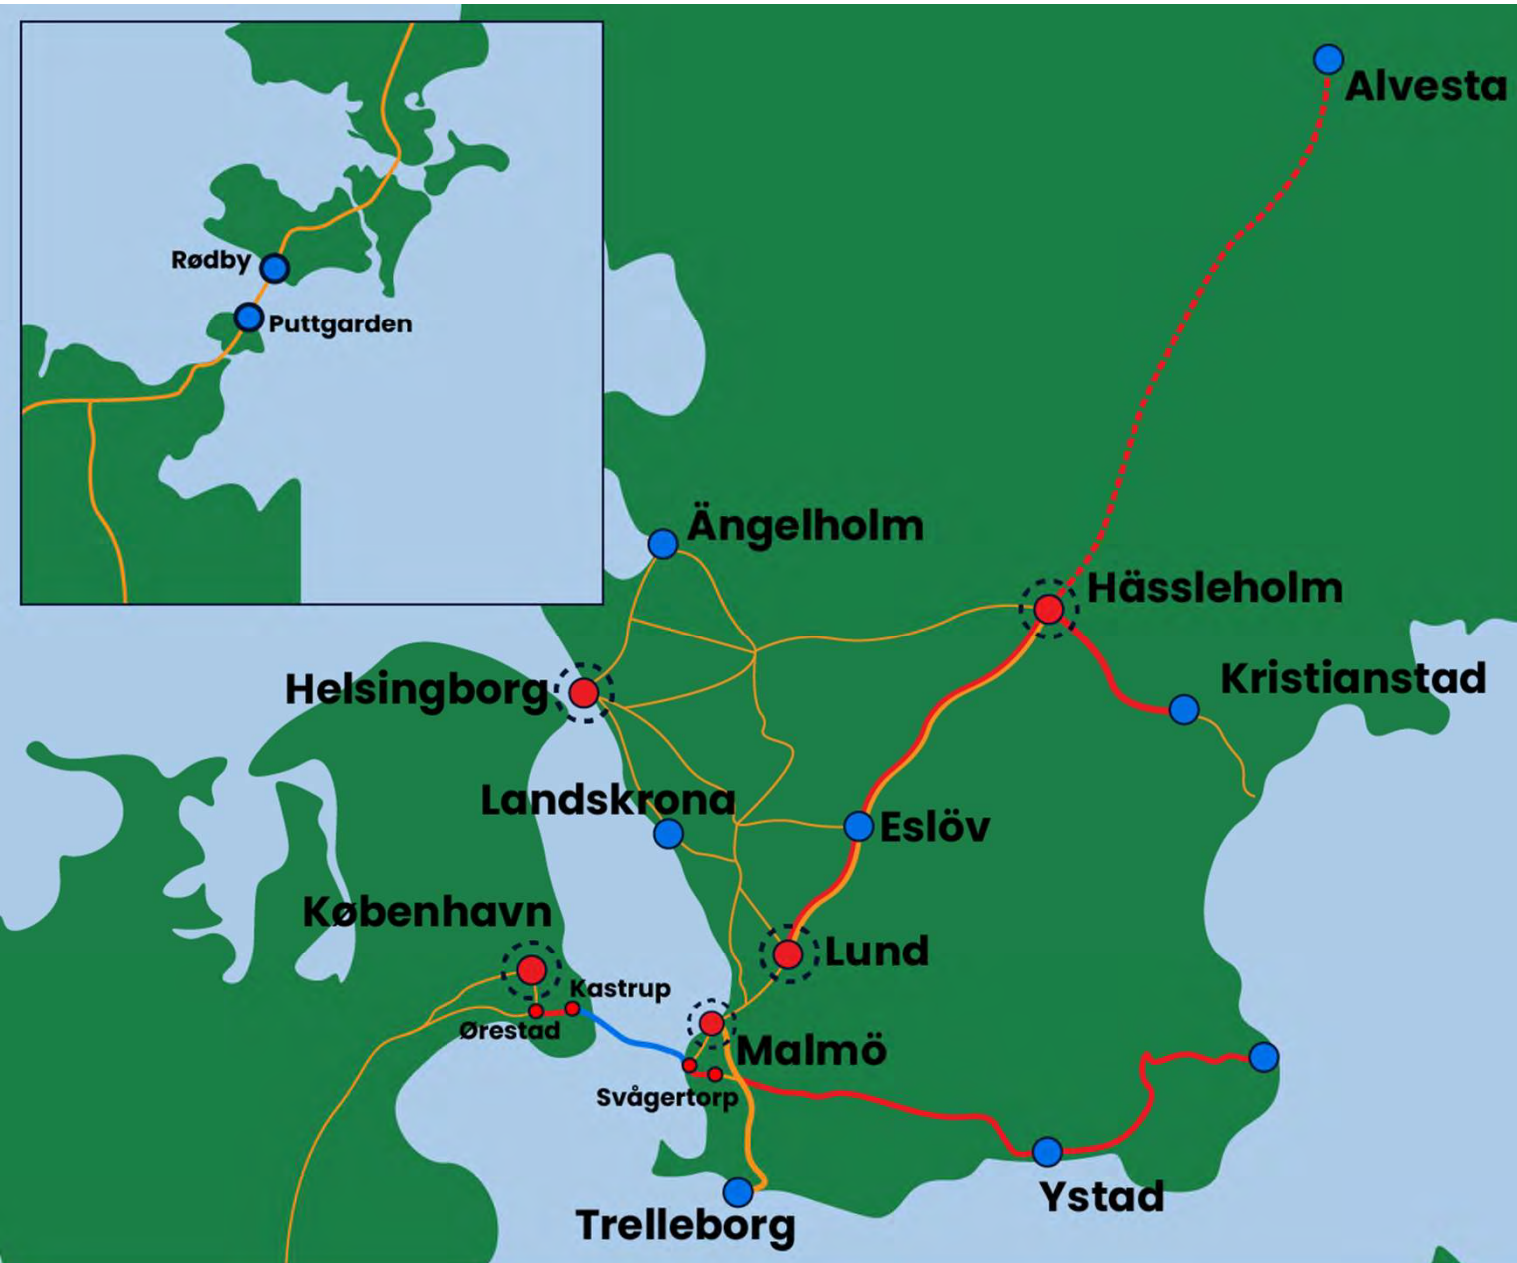 Alvesta
Rødby
Puttgarden
Ängelholm
Hässleholm
Helsingborg
Kristianstad
Landskrona
Eslöv
København
Lund
Kastrup
Ørestad
Malmö
Svågertorp
Ystad
Trelleborg